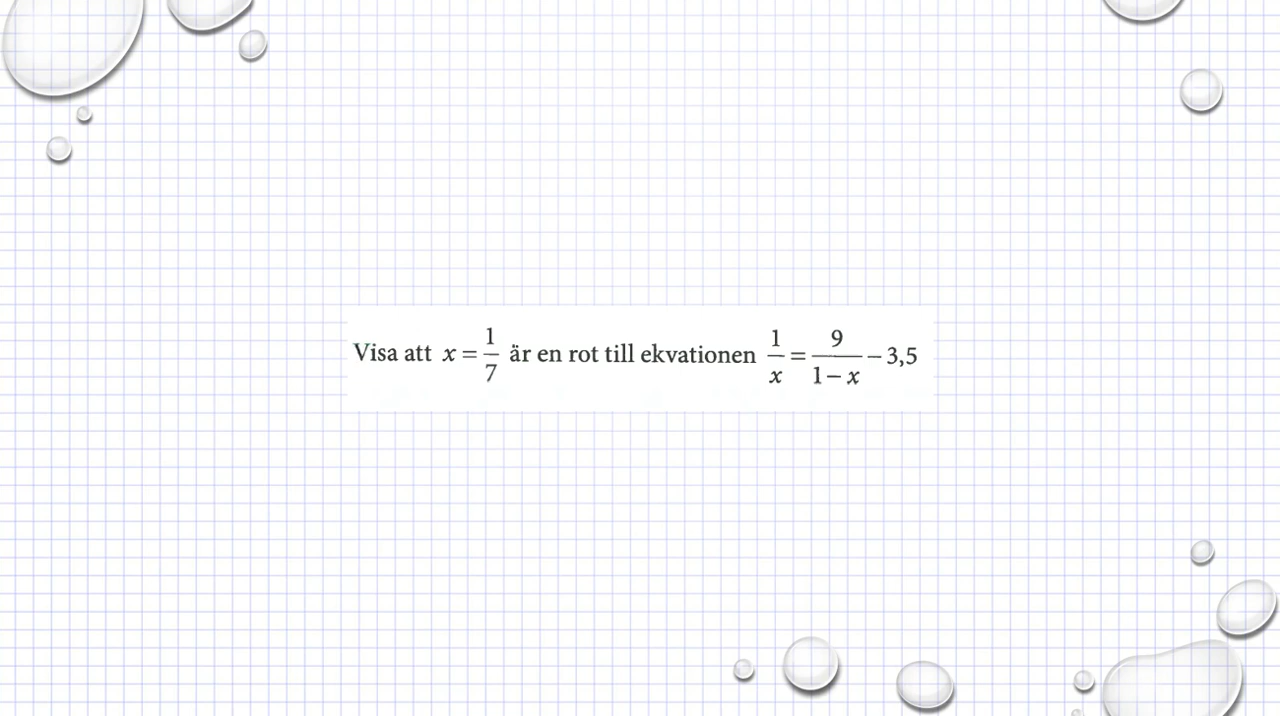 Visa att x = 1/7 är en rot till ekvationen 1/x = 9/(1 − x) − 3,5